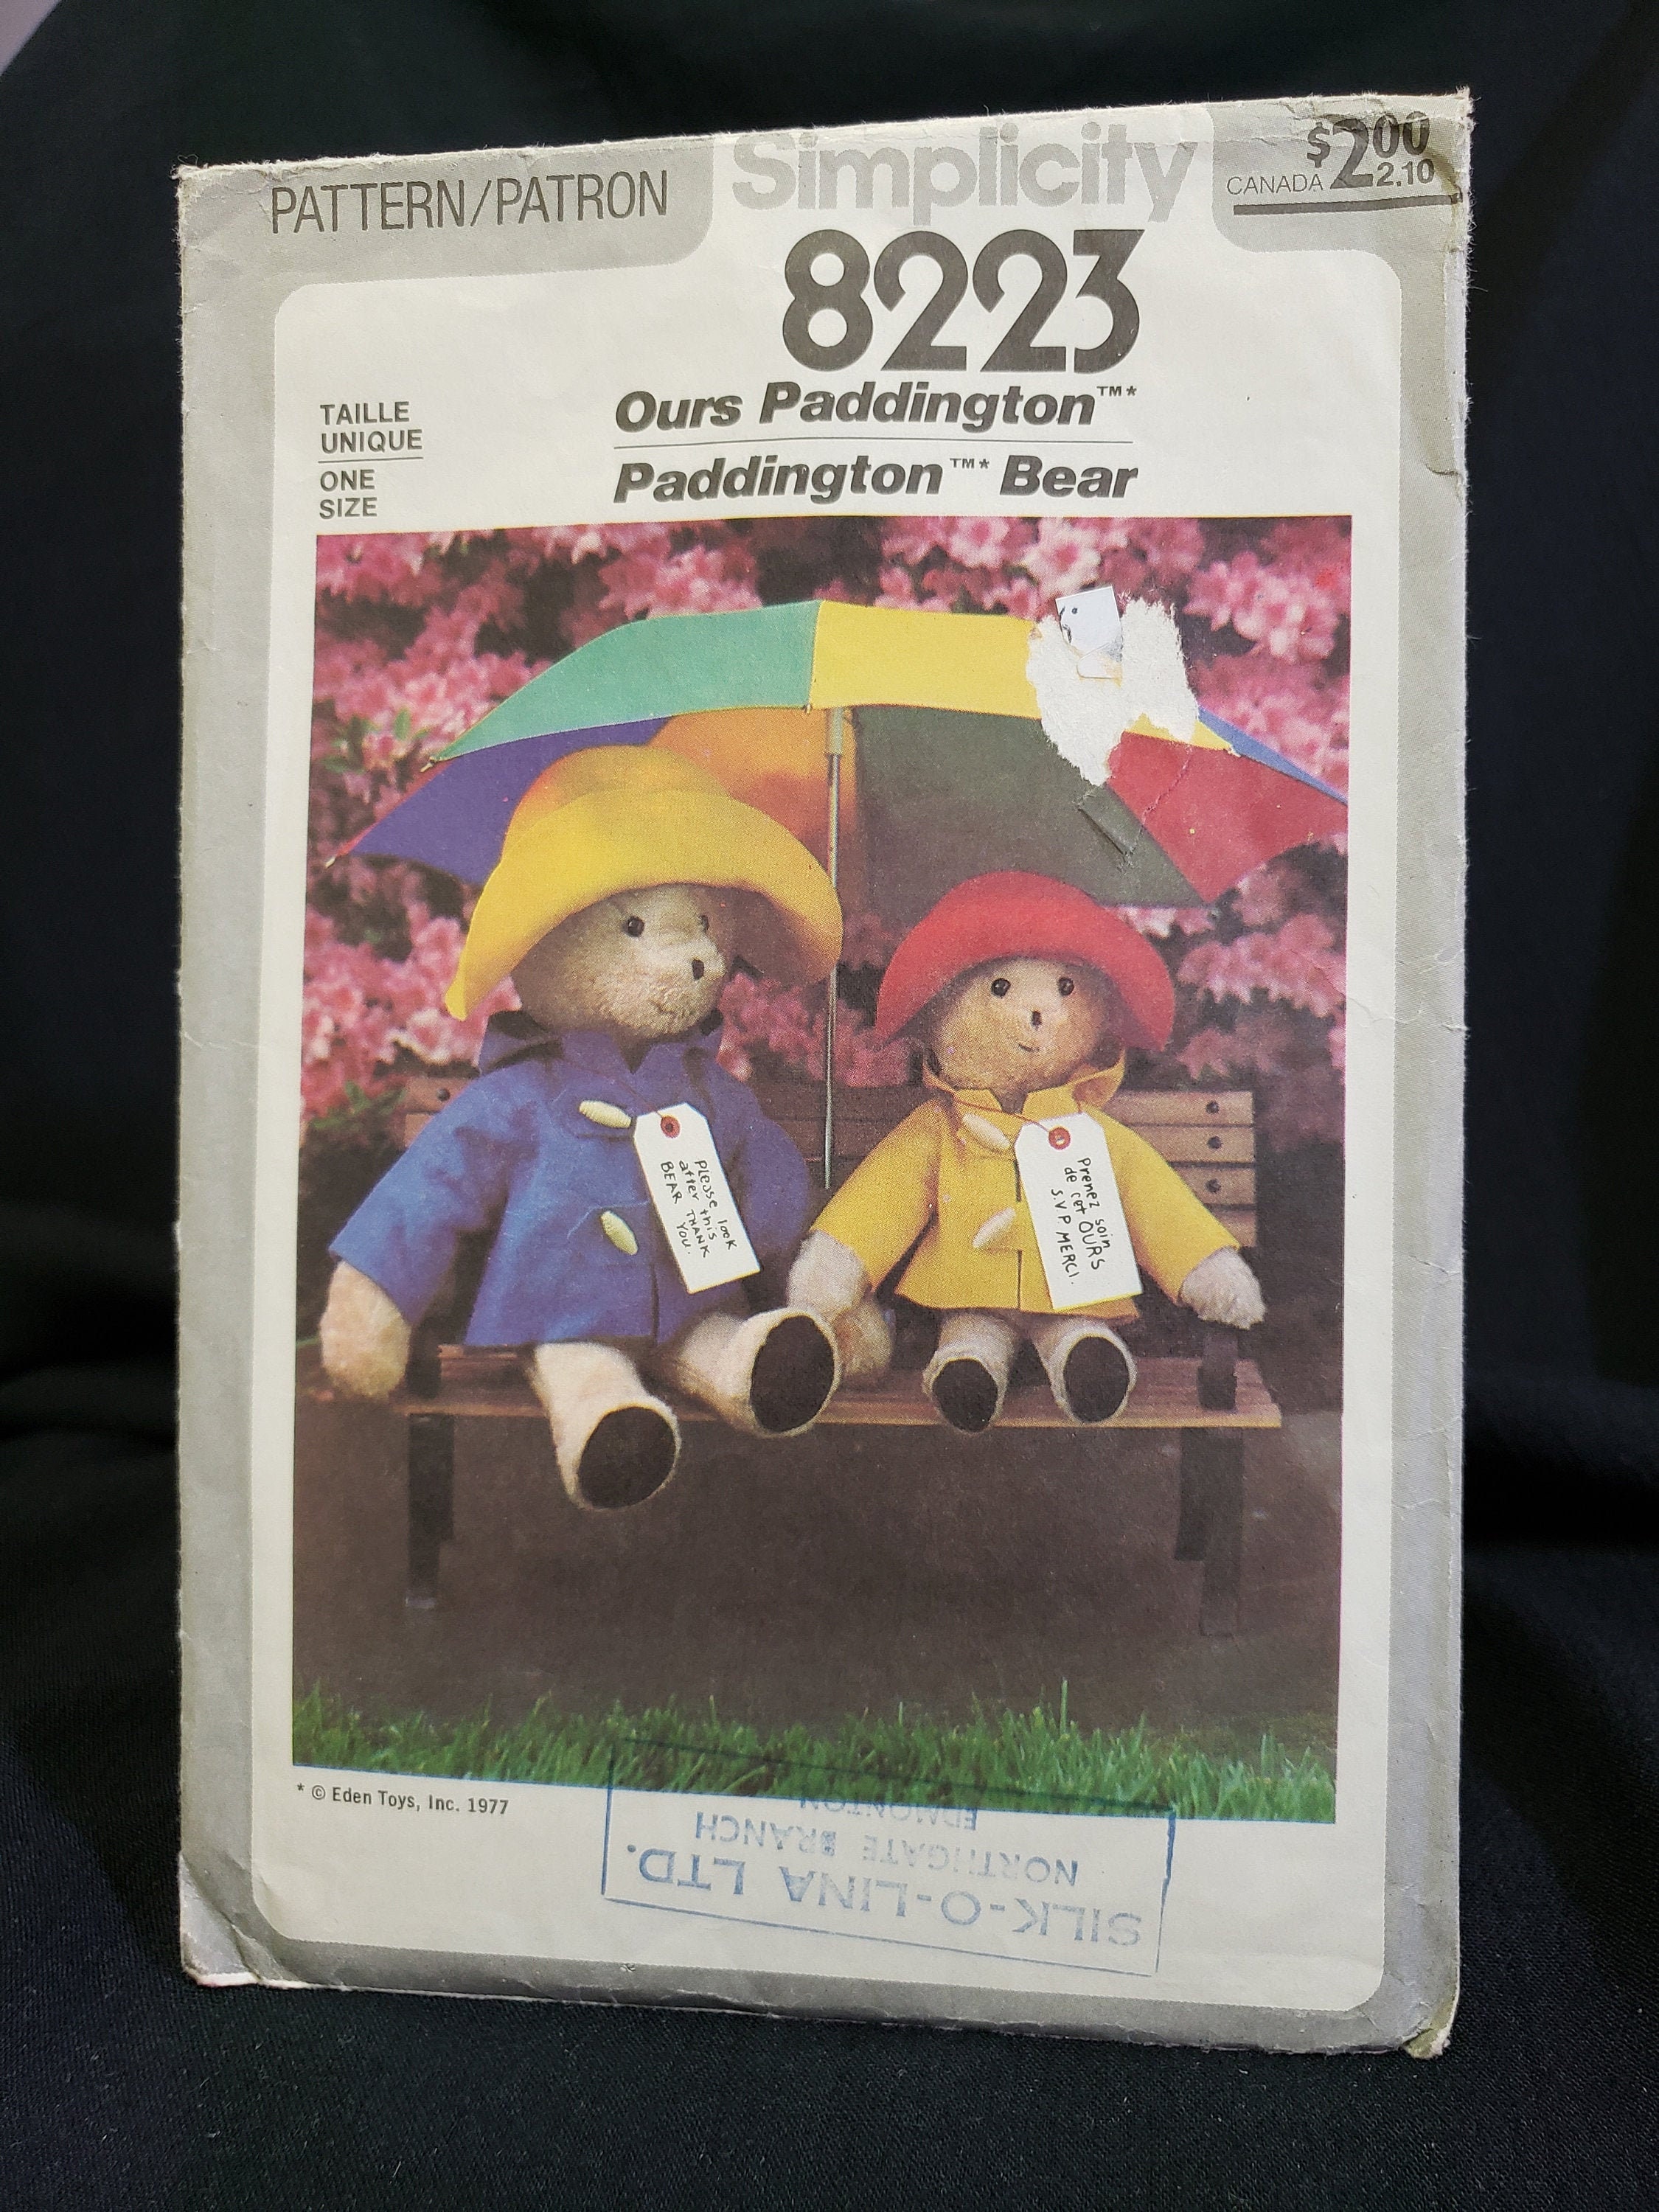 PATTERN/PATRON
Simplicity
$2.00
CANADA 2.10
8223
TAILLE
UNIQUE
ONE
SIZE
Ours Paddington™*
Paddington™* Bear
Please look
after this
BEAR THANK
YOU.
Prenez soin
de cet OURS
S.V.P MERCI.
* © Eden Toys, Inc. 1977
SILK-O-LINA LTD.
NORTHGATE BRANCH
EDMONTON